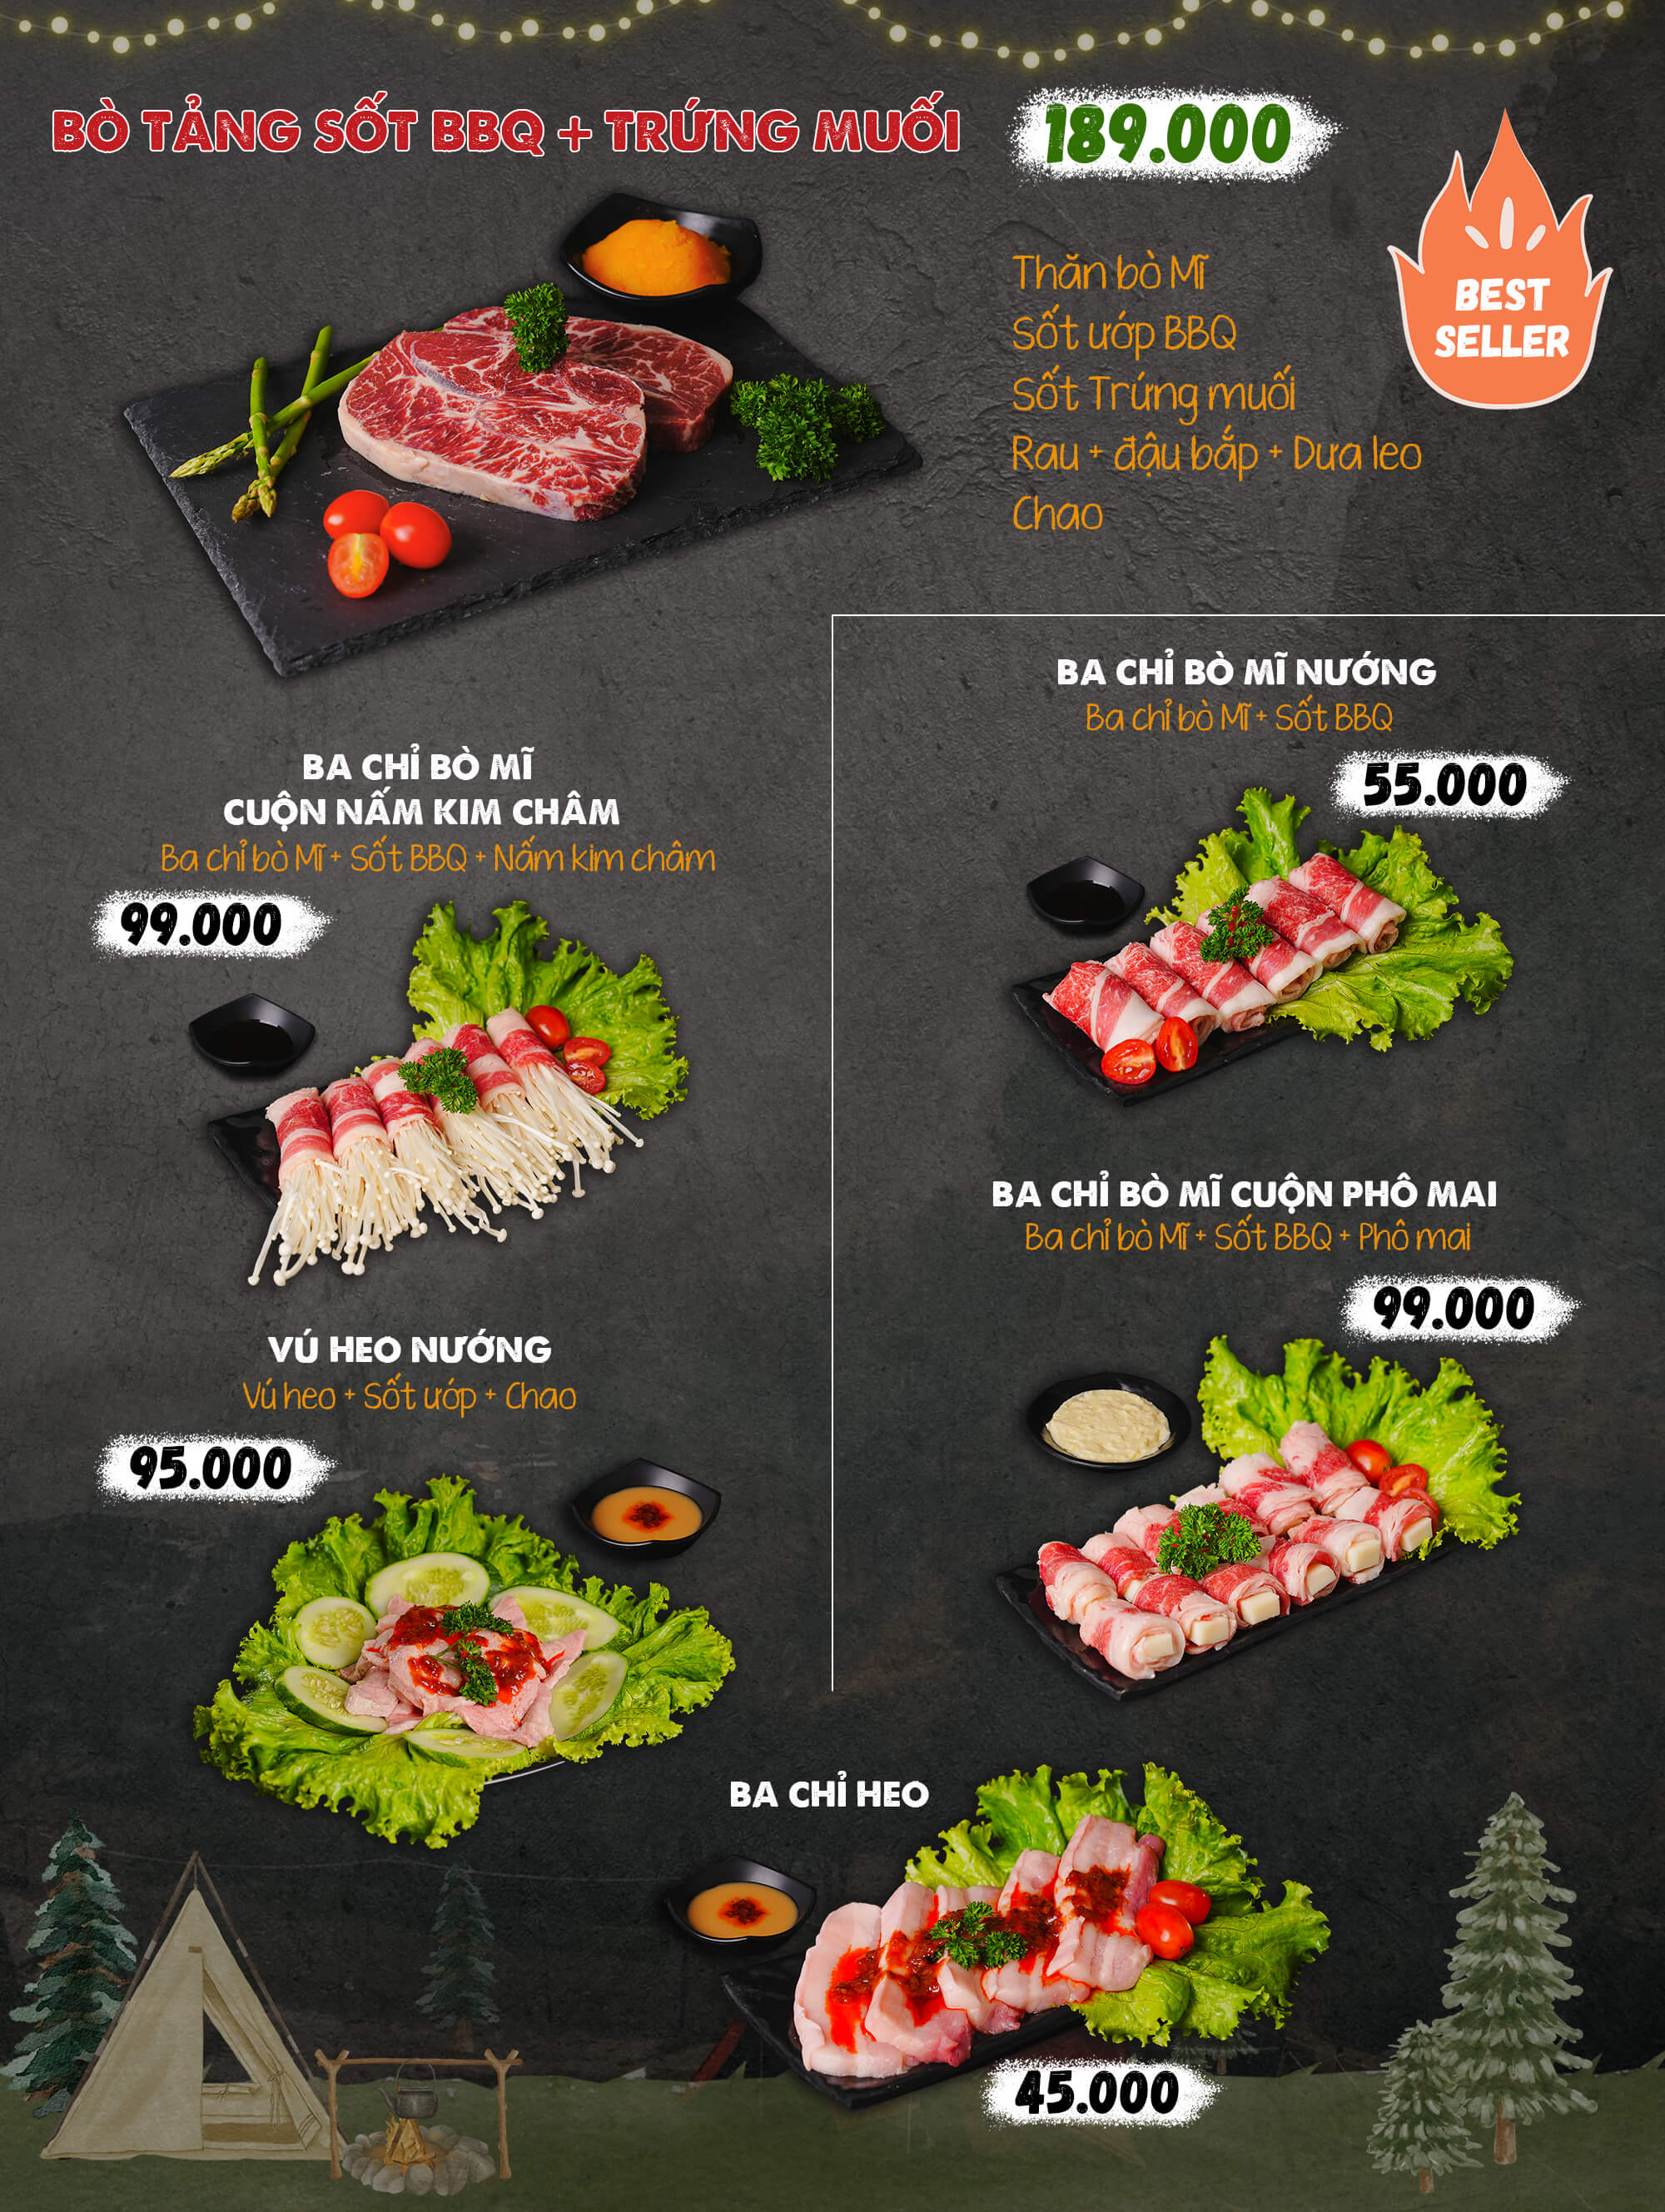 BÒ TẢNG SỐT BBQ + TRỨNG MUỐI
189.000
Thăn bò Mĩ
Sốt ướp BBQ
Sốt Trứng muối
Rau + đậu bắp + Dưa leo
Chao
BEST
SELLER
BA CHỈ BÒ MĨ
CUỘN NẤM KIM CHÂM
Ba chỉ bò Mĩ + Sốt BBQ + Nấm kim châm
99.000
VÚ HEO NƯỚNG
Vú heo + Sốt ướp + Chao
95.000
BA CHỈ BÒ MĨ NƯỚNG
Ba chỉ bò Mĩ + Sốt BBQ
55.000
BA CHỈ BÒ MĨ CUỘN PHÔ MAI
Ba chỉ bò Mĩ + Sốt BBQ + Phô mai
99.000
BA CHỈ HEO
45.000